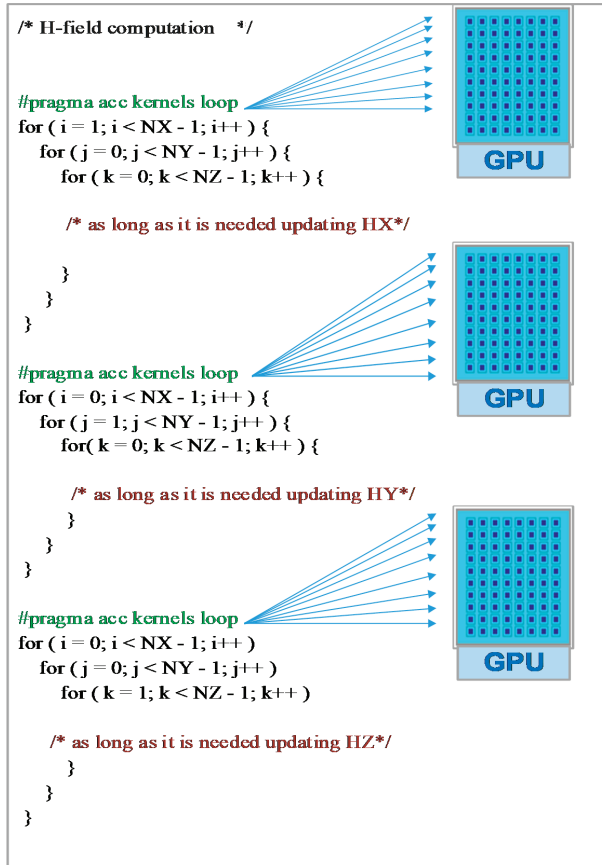 /* H-field computation */
#pragma acc kernels loop
for ( i = 1; i < NX - 1; i++ ) {
for ( j = 0; j < NY - 1; j++ ) {
for ( k = 0; k < NZ - 1; k++ ) {
GPU
/* as long as it is needed updating HX*/
}
}
}
#pragma acc kernels loop
for ( i = 0; i < NX - 1; i++ ) {
for ( j = 1; j < NY - 1; j++ ) {
for( k = 0; k < NZ - 1; k++ ) {
GPU
/* as long as it is needed updating HY*/
}
}
}
#pragma acc kernels loop
for ( i = 0; i < NX - 1; i++ )
for ( j = 0; j < NY - 1; j++ )
for ( k = 1; k < NZ - 1; k++ )
GPU
/* as long as it is needed updating HZ*/
}
}
}